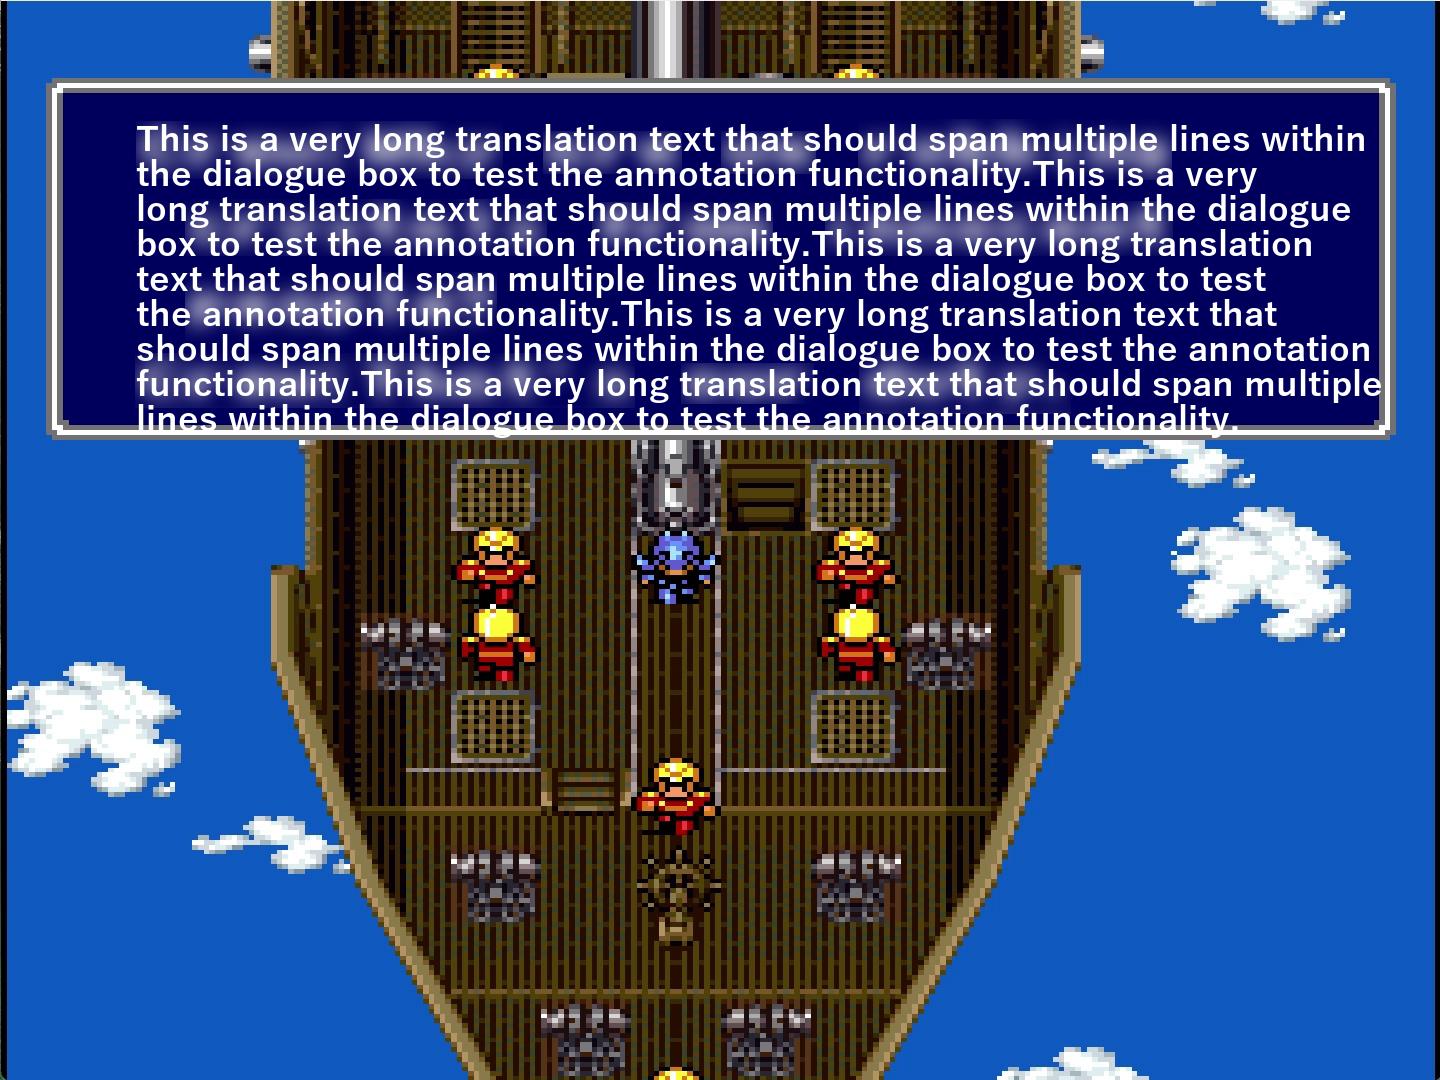 This is a very long translation text that should span multiple lines within
the dialogue box to test the annotation functionality.This is a very
long translation text that should span multiple lines within the dialogue
box to test the annotation functionality.This is a very long translation
text that should span multiple lines within the dialogue box to test
the annotation functionality.This is a very long translation text that
should span multiple lines within the dialogue box to test the annotation
functionality.This is a very long translation text that should span multiple
lines within the dialogue box to test the annotation functionality.